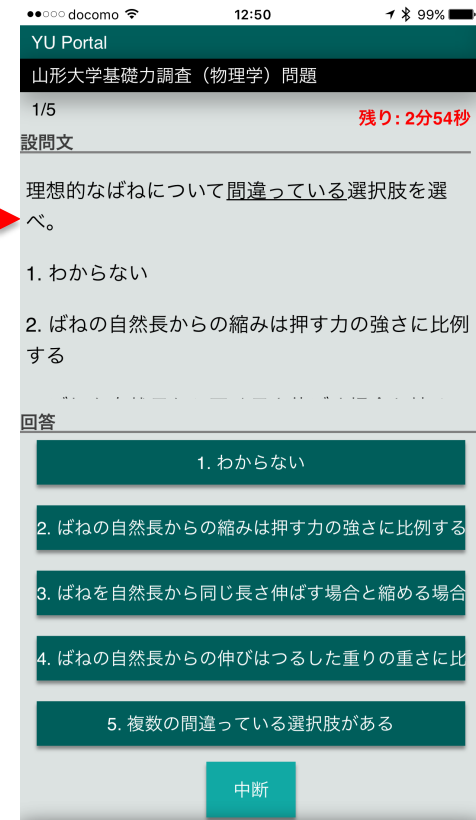 docomo 12:50 99%
YU Portal
山形大学基礎力調査（物理学）問題
1/5
残り: 2分54秒
設問文
理想的なばねについて間違っている選択肢を選
べ。
1. わからない
2. ばねの自然長からの縮みは押す力の強さに比例
する
回答
1. わからない
2. ばねの自然長からの縮みは押す力の強さに比例する
3. ばねを自然長から同じ長さ伸ばす場合と縮める場合
4. ばねの自然長からの伸びはつるした重りの重さに比
5. 複数の間違っている選択肢がある
中断